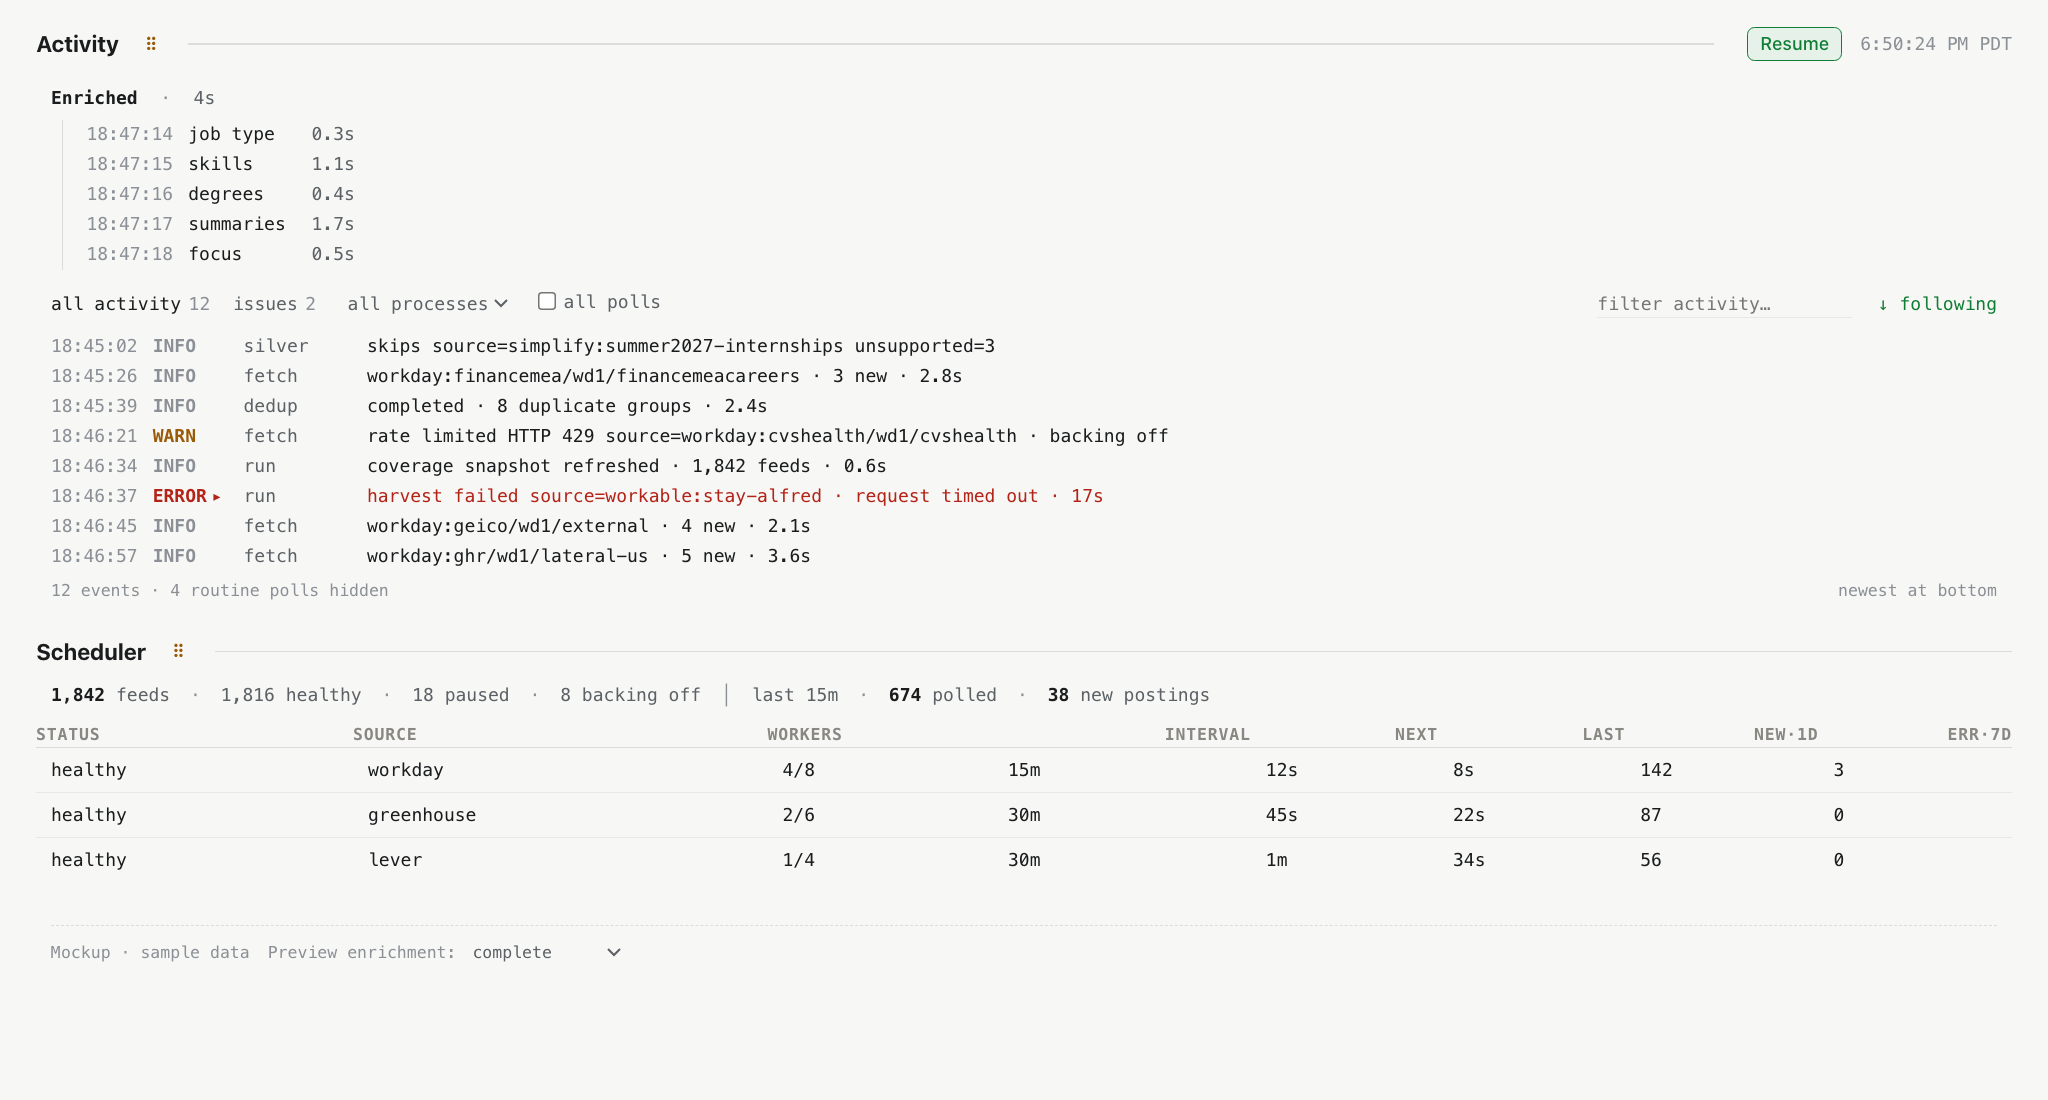 Activity Resume 6:50:24 PM PDT
Enriched · 4s
18:47:14 job type 0.3s
18:47:15 skills 1.1s
18:47:16 degrees 0.4s
18:47:17 summaries 1.7s
18:47:18 focus 0.5s
all activity 12 issues 2 all processes all polls filter activity… ↓ following
18:45:02 INFO silver skips source=simplify:summer2027-internships unsupported=3
18:45:26 INFO fetch workday:financemea/wd1/financemeacareers · 3 new · 2.8s
18:45:39 INFO dedup completed · 8 duplicate groups · 2.4s
18:46:21 WARN fetch rate limited HTTP 429 source=workday:cvshealth/wd1/cvshealth · backing off
18:46:34 INFO run coverage snapshot refreshed · 1,842 feeds · 0.6s
18:46:37 ERROR ▸ run harvest failed source=workable:stay-alfred · request timed out · 17s
18:46:45 INFO fetch workday:geico/wd1/external · 4 new · 2.1s
18:46:57 INFO fetch workday:ghr/wd1/lateral-us · 5 new · 3.6s
12 events · 4 routine polls hidden newest at bottom
Scheduler
1,842 feeds · 1,816 healthy · 18 paused · 8 backing off │ last 15m · 674 polled · 38 new postings
STATUS SOURCE WORKERS INTERVAL NEXT LAST NEW·1D ERR·7D
healthy workday 4/8 15m 12s 8s 142 3
healthy greenhouse 2/6 30m 45s 22s 87 0
healthy lever 1/4 30m 1m 34s 56 0
Mockup · sample data Preview enrichment: complete